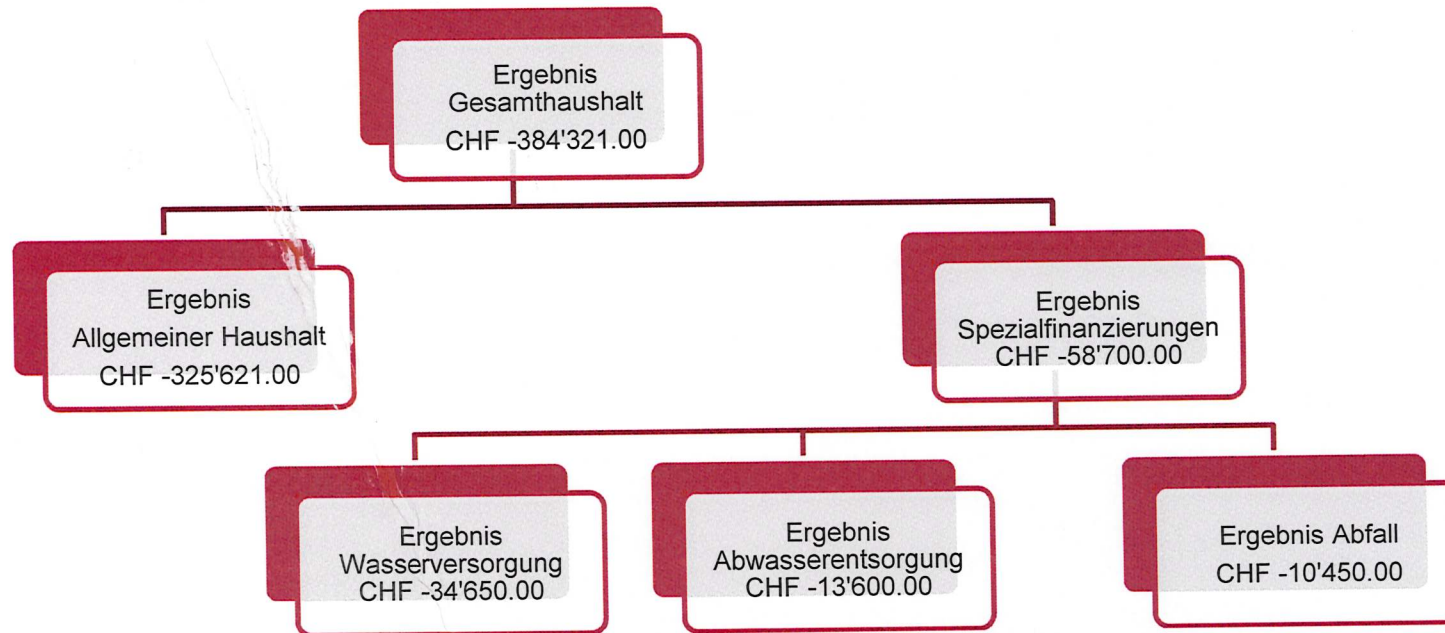 Ergebnis
Gesamthaushalt
CHF -384'321.00
Ergebnis
Allgemeiner Haushalt
CHF -325'621.00
Ergebnis
Spezialfinanzierungen
CHF -58'700.00
Ergebnis
Wasserversorgung
CHF -34'650.00
Ergebnis
Abwasserentsorgung
CHF -13'600.00
Ergebnis Abfall
CHF -10'450.00